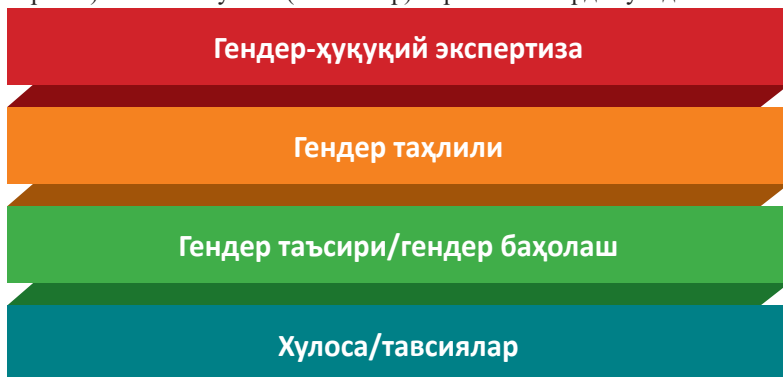 Гендер-ҳуқуқий экспертиза
Гендер таҳлили
Гендер таъсири/гендер баҳолаш
Хулоса/тавсиялар